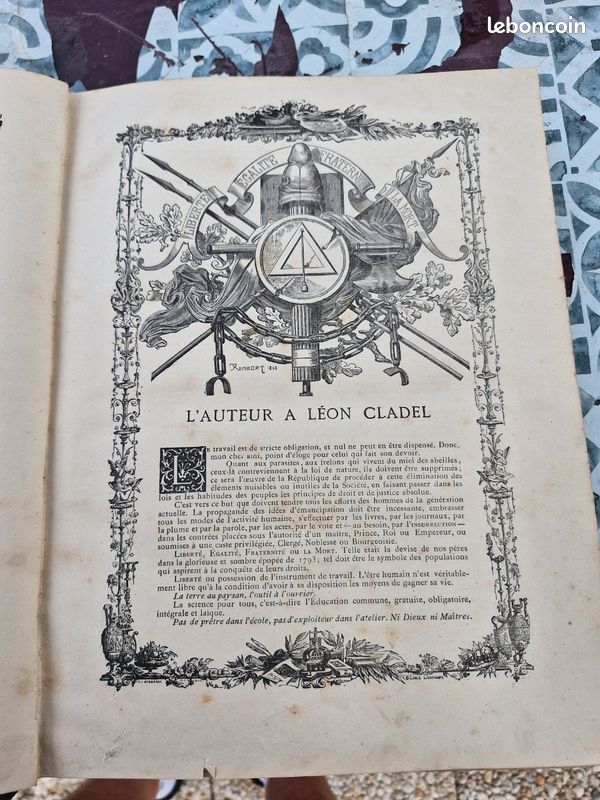 leboncoin
LIBERTÉ
ÉGALITÉ
FRATERNITÉ
OU LA MORT
RAMBERT 1848
L'AUTEUR A LÉON CLADEL
LE travail est de stricte obligation, et nul ne peut en être dispensé. Donc,
mon cher ami, point d'éloge pour celui qui fait son devoir.
Quant aux parasites, aux frelons qui vivent du miel des abeilles,
ceux-là contreviennent à la loi de nature, ils doivent être supprimés;
ce sera l'œuvre de la République de procéder à cette élimination des
éléments nuisibles ou inutiles de la Société, en faisant passer dans les
lois et les habitudes des peuples les principes de droit et de justice absolue.
C'est vers ce but que doivent tendre tous les efforts des hommes de la génération
actuelle. La propagande des idées d'émancipation doit être incessante, embrasser
tous les modes de l'activité humaine, s'effectuer par les livres, par les journaux, par
la plume et par la parole, par les actes, par le vote et — au besoin, par l'INSURRECTION —
dans les contrées placées sous l'autorité d'un maître, Prince, Roi ou Empereur, ou
soumises à une caste privilégiée, Clergé, Noblesse ou Bourgeoisie.
LIBERTÉ, ÉGALITÉ, FRATERNITÉ OU LA MORT. Telle était la devise de nos pères
dans la glorieuse et sombre épopée de 1793; tel doit être le symbole des populations
qui aspirent à la conquête de leurs droits.
LIBERTÉ ou possession de l'instrument de travail. L'être humain n'est véritable-
ment libre qu'à la condition d'avoir à sa disposition les moyens de gagner sa vie.
La terre au paysan, l'outil à l'ouvrier.
La science pour tous, c'est-à-dire l'Éducation commune, gratuite, obligatoire,
intégrale et laïque.
Pas de prêtre dans l'école, pas d'exploiteur dans l'atelier. Ni Dieux ni Maîtres.